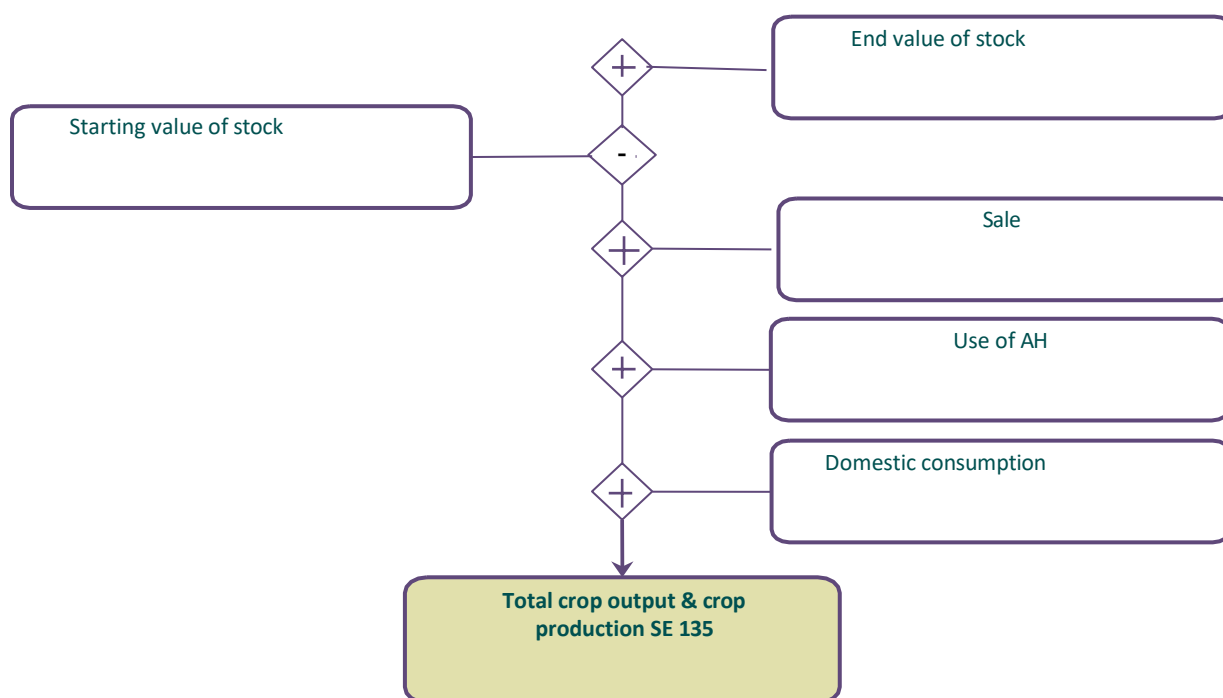 End value of stock
+
Starting value of stock
-
+
Sale
+
Use of AH
+
Domestic consumption
Total crop output & crop
production SE 135